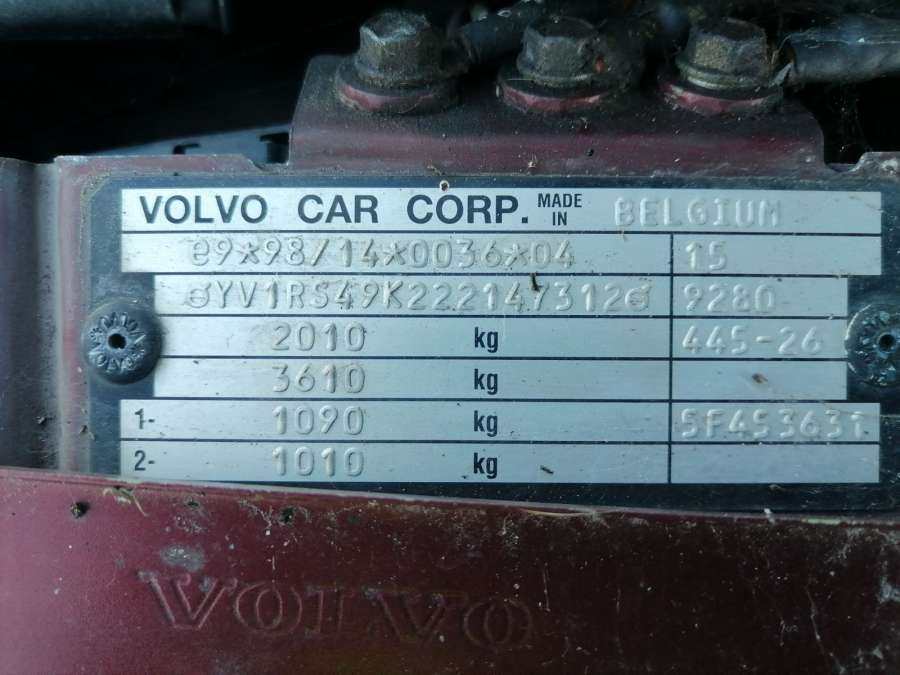 VOLVO CAR CORP. MADE IN BELGIUM
e9*98/14*0036*04 15
YV1RS49K222147312 9280
2010 kg 445-26
3610 kg
1- 1090 kg 5F453631
2- 1010 kg
VOLVO